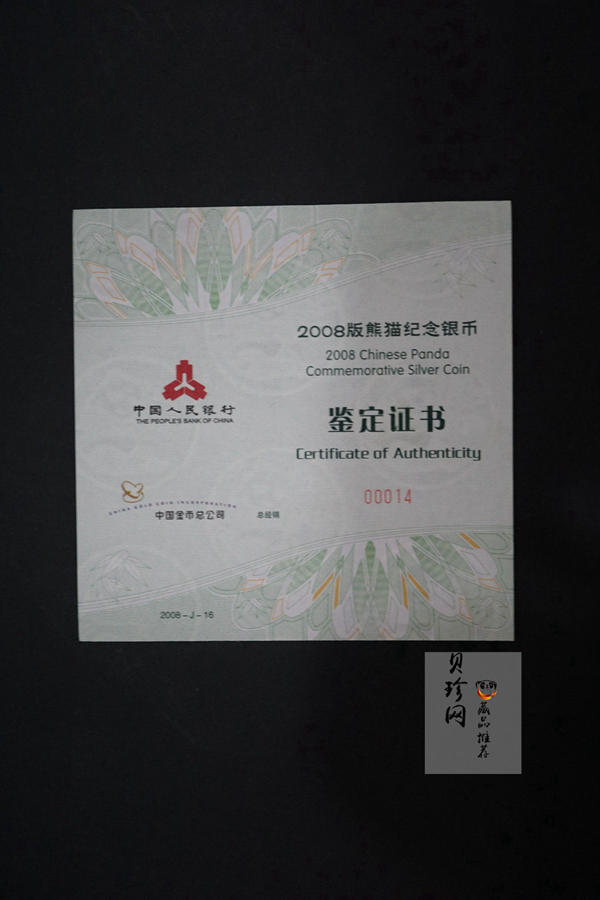 2008版熊猫纪念银币
2008 Chinese Panda
Commemorative Silver Coin
中国人民银行
THE PEOPLE'S BANK OF CHINA
鉴定证书
Certificate of Authenticity
00014
CHINA GOLD COIN INCORPORATION
中国金币总公司 总经销
2008-J-16
贝珍网
藏品推荐